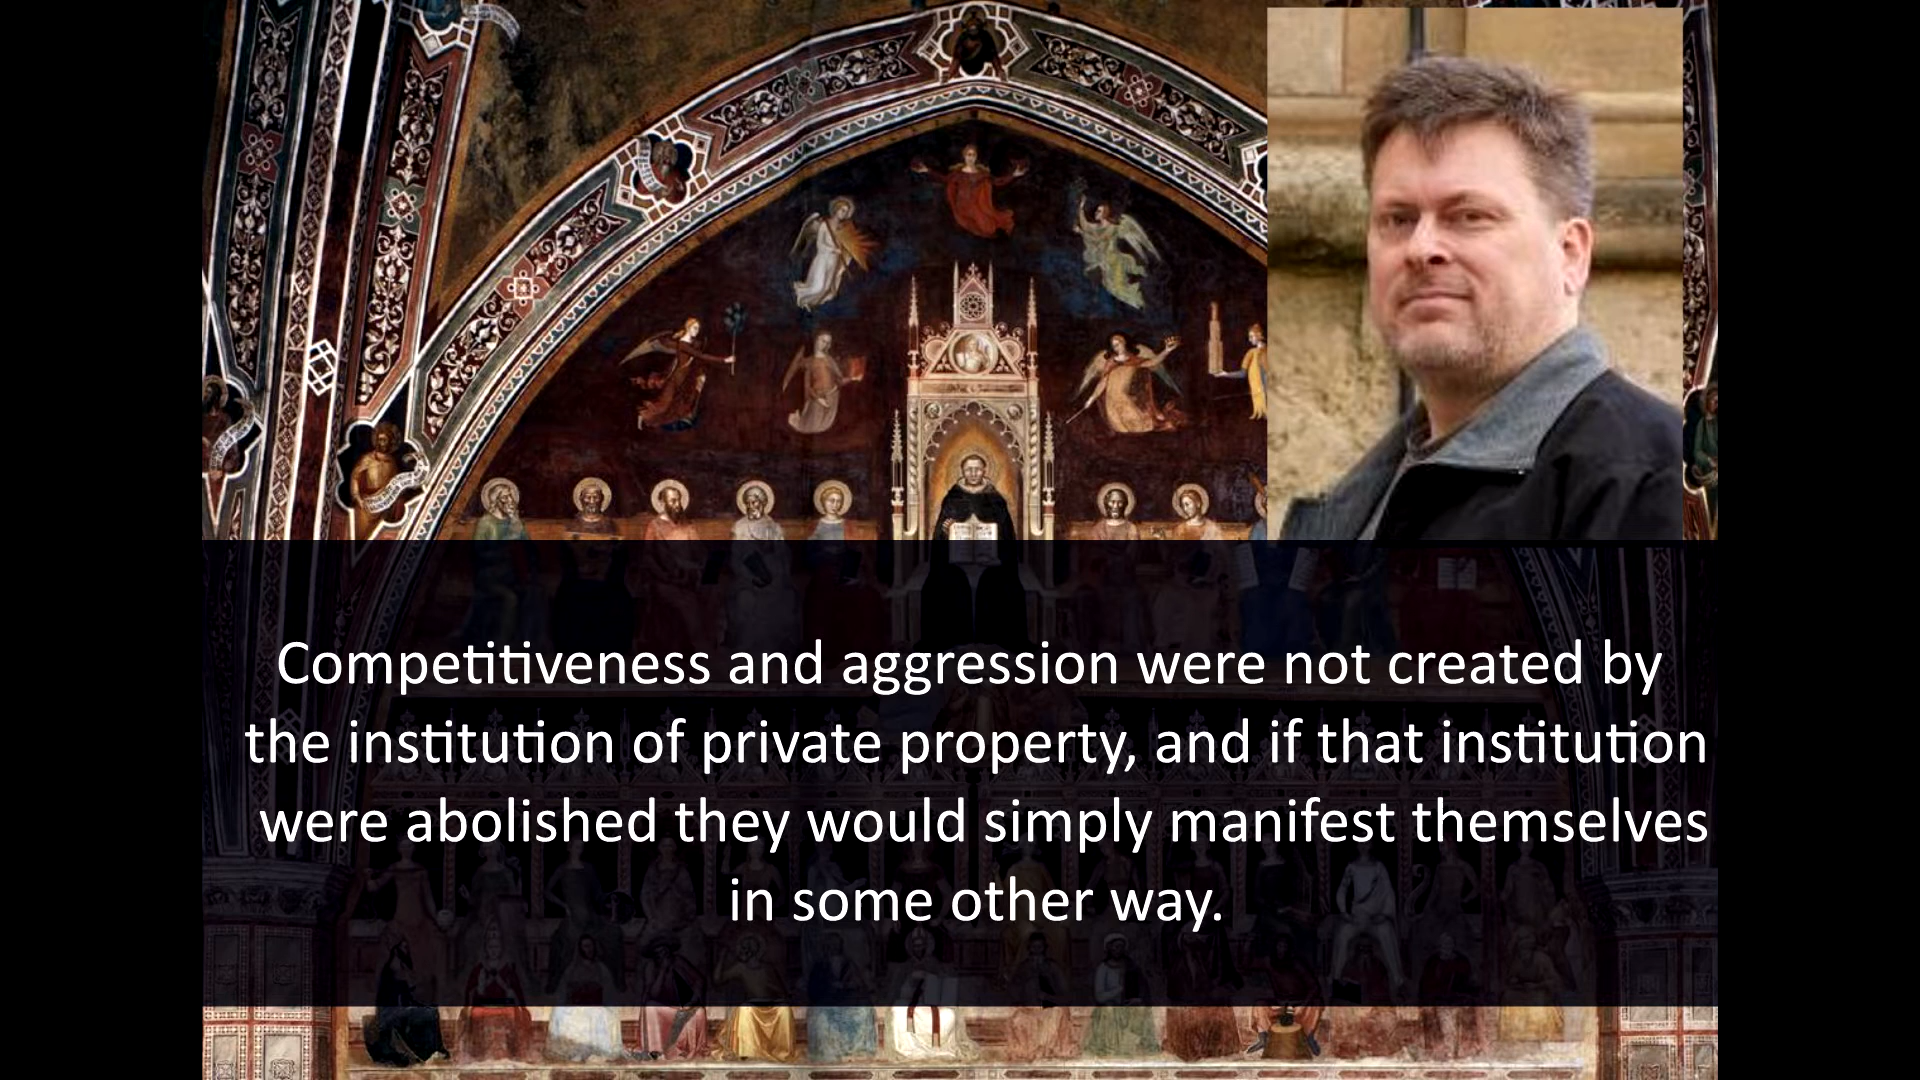 Competitiveness and aggression were not created by
the institution of private property, and if that institution
were abolished they would simply manifest themselves
in some other way.